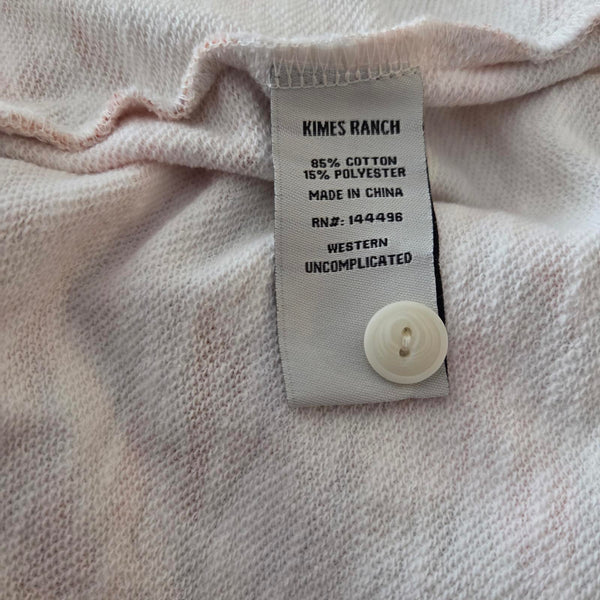 KIMES RANCH
85% COTTON
15% POLYESTER
MADE IN CHINA
RN#: 144496
WESTERN
UNCOMPLICATED